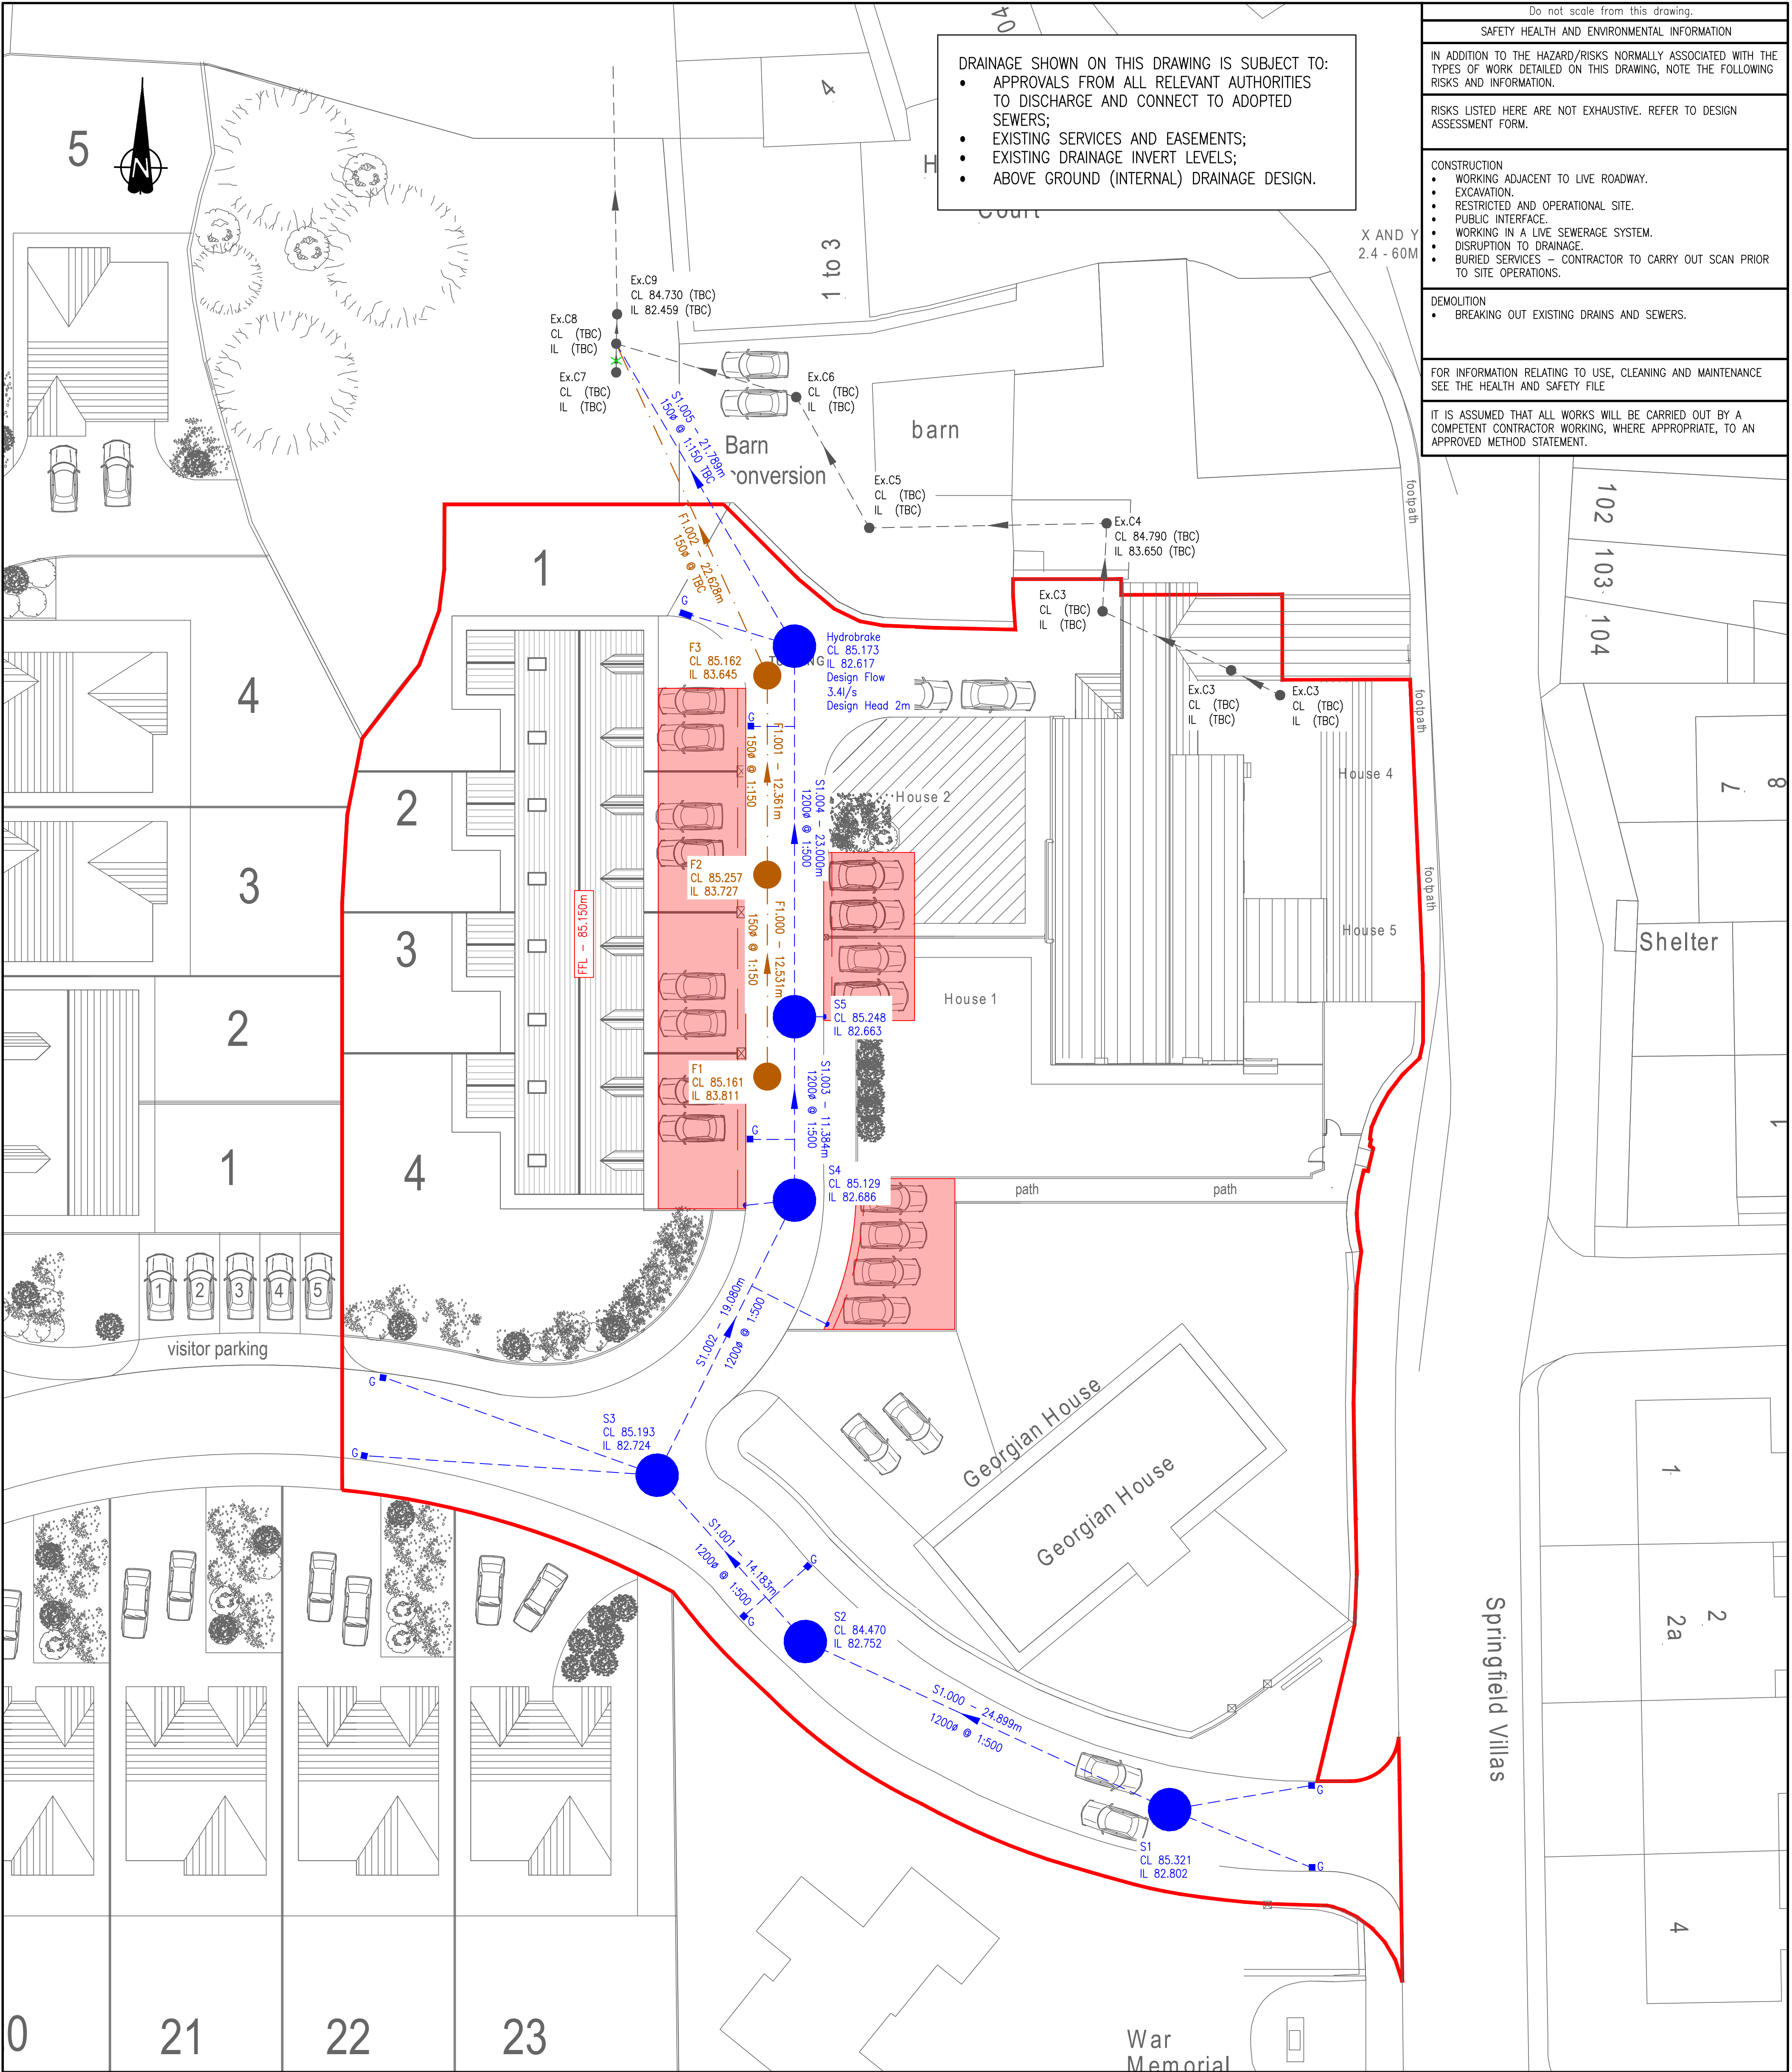 Do not scale from this drawing.
SAFETY HEALTH AND ENVIRONMENTAL INFORMATION
IN ADDITION TO THE HAZARD/RISKS NORMALLY ASSOCIATED WITH THE
TYPES OF WORK DETAILED ON THIS DRAWING, NOTE THE FOLLOWING
RISKS AND INFORMATION.
RISKS LISTED HERE ARE NOT EXHAUSTIVE. REFER TO DESIGN
ASSESSMENT FORM.
CONSTRUCTION
• WORKING ADJACENT TO LIVE ROADWAY.
• EXCAVATION.
• RESTRICTED AND OPERATIONAL SITE.
• PUBLIC INTERFACE.
• WORKING IN A LIVE SEWERAGE SYSTEM.
• DISRUPTION TO DRAINAGE.
• BURIED SERVICES – CONTRACTOR TO CARRY OUT SCAN PRIOR
TO SITE OPERATIONS.
DEMOLITION
• BREAKING OUT EXISTING DRAINS AND SEWERS.
FOR INFORMATION RELATING TO USE, CLEANING AND MAINTENANCE
SEE THE HEALTH AND SAFETY FILE
IT IS ASSUMED THAT ALL WORKS WILL BE CARRIED OUT BY A
COMPETENT CONTRACTOR WORKING, WHERE APPROPRIATE, TO AN
APPROVED METHOD STATEMENT.
DRAINAGE SHOWN ON THIS DRAWING IS SUBJECT TO:
• APPROVALS FROM ALL RELEVANT AUTHORITIES
TO DISCHARGE AND CONNECT TO ADOPTED
SEWERS;
• EXISTING SERVICES AND EASEMENTS;
• EXISTING DRAINAGE INVERT LEVELS;
• ABOVE GROUND (INTERNAL) DRAINAGE DESIGN.
04
4
H
Court
5
N
1 to 3
X AND Y
2.4 - 60M
Ex.C9
CL 84.730 (TBC)
IL 82.459 (TBC)
Ex.C8
CL (TBC)
IL (TBC)
Ex.C7
CL (TBC)
IL (TBC)
Ex.C6
CL (TBC)
IL (TBC)
S1.005 - 21.789m
150ø @ 1:150 TBC
Barn
conversion
barn
Ex.C5
CL (TBC)
IL (TBC)
Ex.C4
CL 84.790 (TBC)
IL 83.650 (TBC)
footpath
102
103
104
F1.002 - 22.628m
150ø @ TBC
1
G
Ex.C3
CL (TBC)
IL (TBC)
Hydrobrake
CL 85.173
IL 82.617
Design Flow
3.4l/s
Design Head 2m
F3
CL 85.162
IL 83.645
Ex.C3
CL (TBC)
IL (TBC)
Ex.C3
CL (TBC)
IL (TBC)
footpath
4
G
F1.001 - 12.361m
150ø @ 1:150
S1.004 - 23.000m
1200ø @ 1:500
House 2
House 4
7
8
2
F2
CL 85.257
IL 83.727
3
footpath
FFL - 85.150m
F1.000 - 12.531m
150ø @ 1:150
House 5
3
Shelter
House 1
S5
CL 85.248
IL 82.663
2
F1
CL 85.161
IL 83.811
S1.003 - 11.384m
1200ø @ 1:500
G
1
4
1
S4
CL 85.129
IL 82.686
path
path
1
2
3
4
5
visitor parking
S1.002 - 19.080m
1200ø @ 1:500
G
G
S3
CL 85.193
IL 82.724
Georgian House
Georgian House
1
S1.001 - 14.183m
1200ø @ 1:500
G
G
S2
CL 84.470
IL 82.752
2
2a
Springfield Villas
S1.000 - 24.899m
1200ø @ 1:500
G
S1
CL 85.321
IL 82.802
G
4
0
21
22
23
War
Memorial